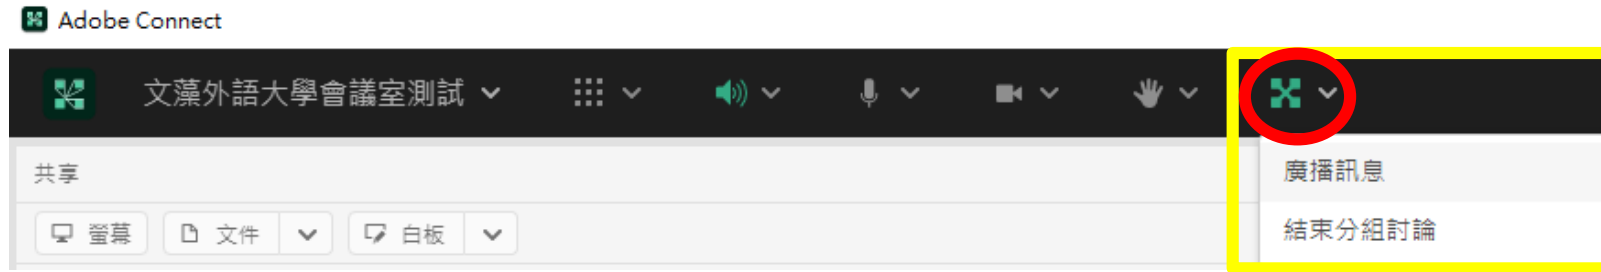 Adobe Connect
文藻外語大學會議室測試
共享
螢幕 文件 白板
廣播訊息
結束分組討論